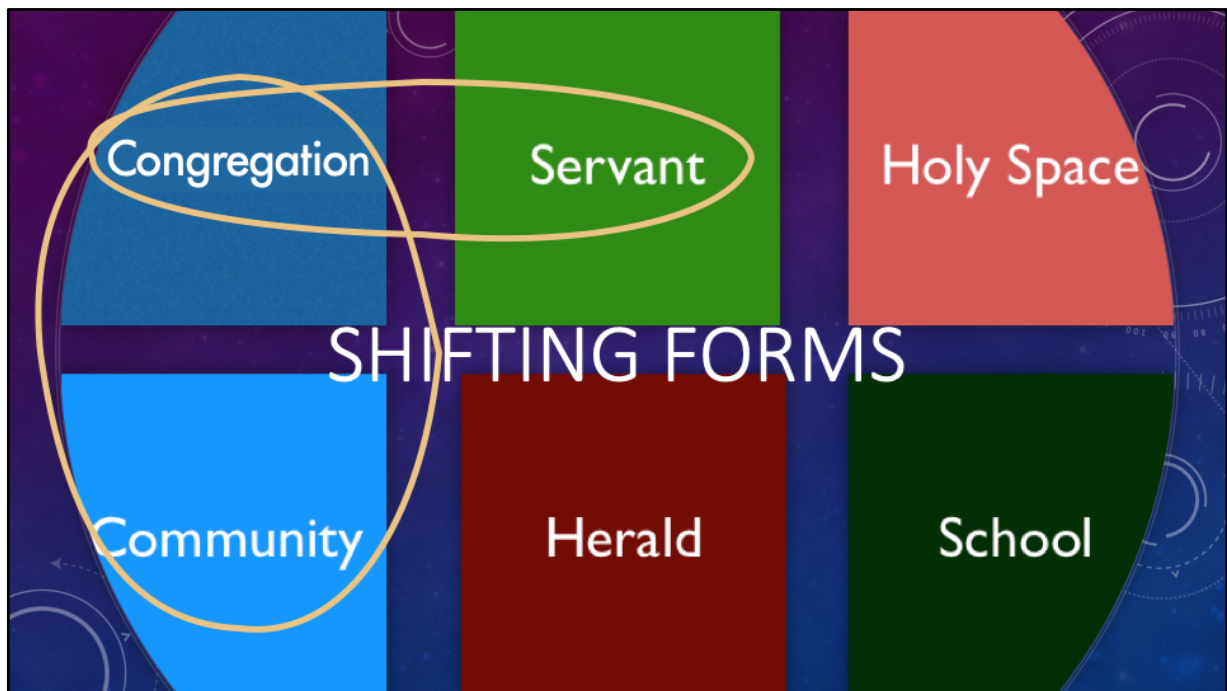 Congregation
Servant
Holy Space
SHIFTING FORMS
Community
Herald
School